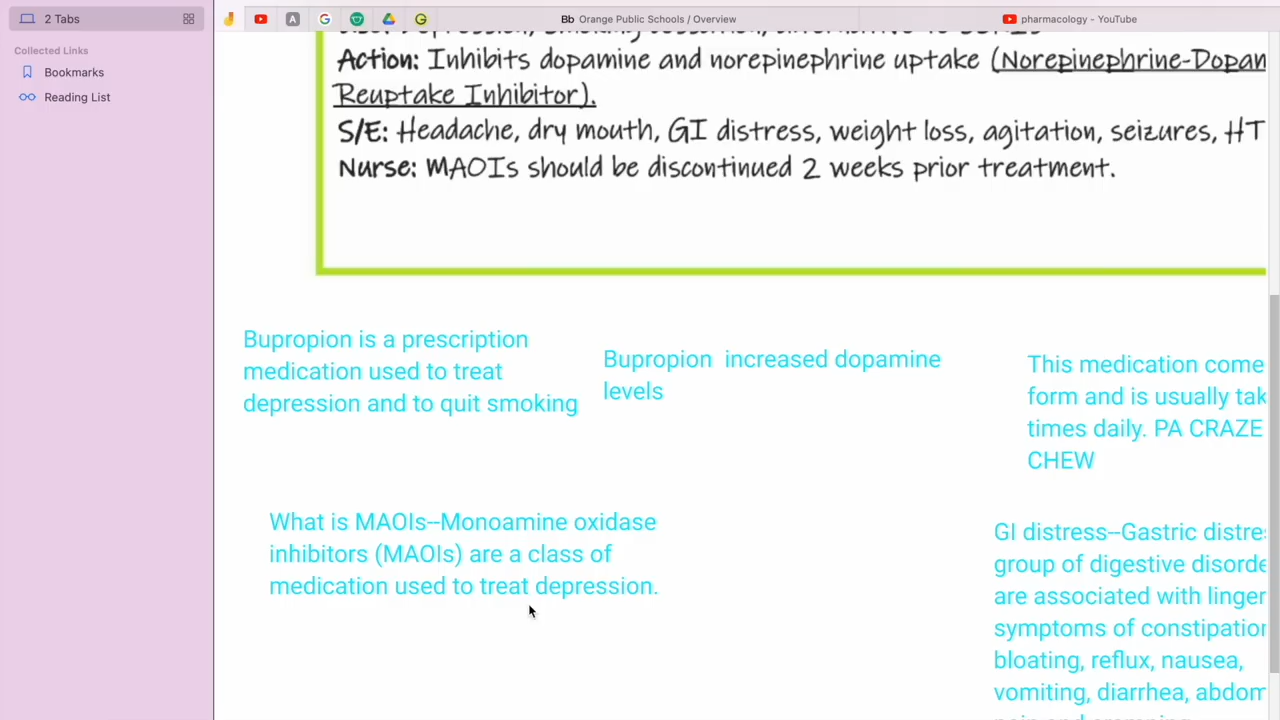 2 Tabs
Collected Links
Bookmarks
Reading List
Bb Orange Public Schools / Overview
pharmacology - YouTube
Action: Inhibits dopamine and norepinephrine uptake (Norepinephrine-Dopan
Reuptake Inhibitor).
S/E: Headache, dry mouth, GI distress, weight loss, agitation, seizures, HT
Nurse: MAOIs should be discontinued 2 weeks prior treatment.
Bupropion is a prescription
medication used to treat
depression and to quit smoking
Bupropion increased dopamine
levels
This medication come
form and is usually tak
times daily. PA CRAZE
CHEW
What is MAOIs--Monoamine oxidase
inhibitors (MAOIs) are a class of
medication used to treat depression.
GI distress--Gastric distre
group of digestive disorde
are associated with linger
symptoms of constipation
bloating, reflux, nausea,
vomiting, diarrhea, abdom